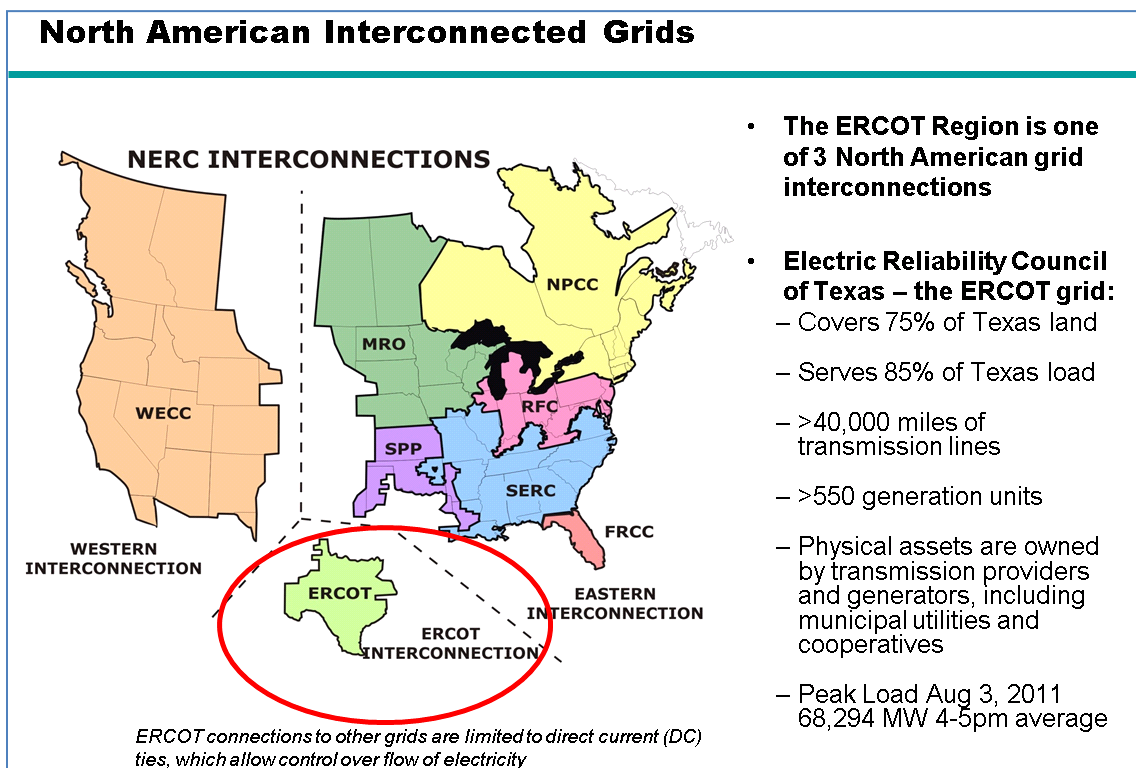 North American Interconnected Grids
NERC INTERCONNECTIONS
NPCC
MRO
WECC
RFC
SPP
SERC
FRCC
WESTERN
INTERCONNECTION
ERCOT
EASTERN
INTERCONNECTION
ERCOT
INTERCONNECTION
ERCOT connections to other grids are limited to direct current (DC)
ties, which allow control over flow of electricity
• The ERCOT Region is one
of 3 North American grid
interconnections
• Electric Reliability Council
of Texas – the ERCOT grid:
– Covers 75% of Texas land
– Serves 85% of Texas load
– >40,000 miles of
transmission lines
– >550 generation units
– Physical assets are owned
by transmission providers
and generators, including
municipal utilities and
cooperatives
– Peak Load Aug 3, 2011
68,294 MW 4-5pm average